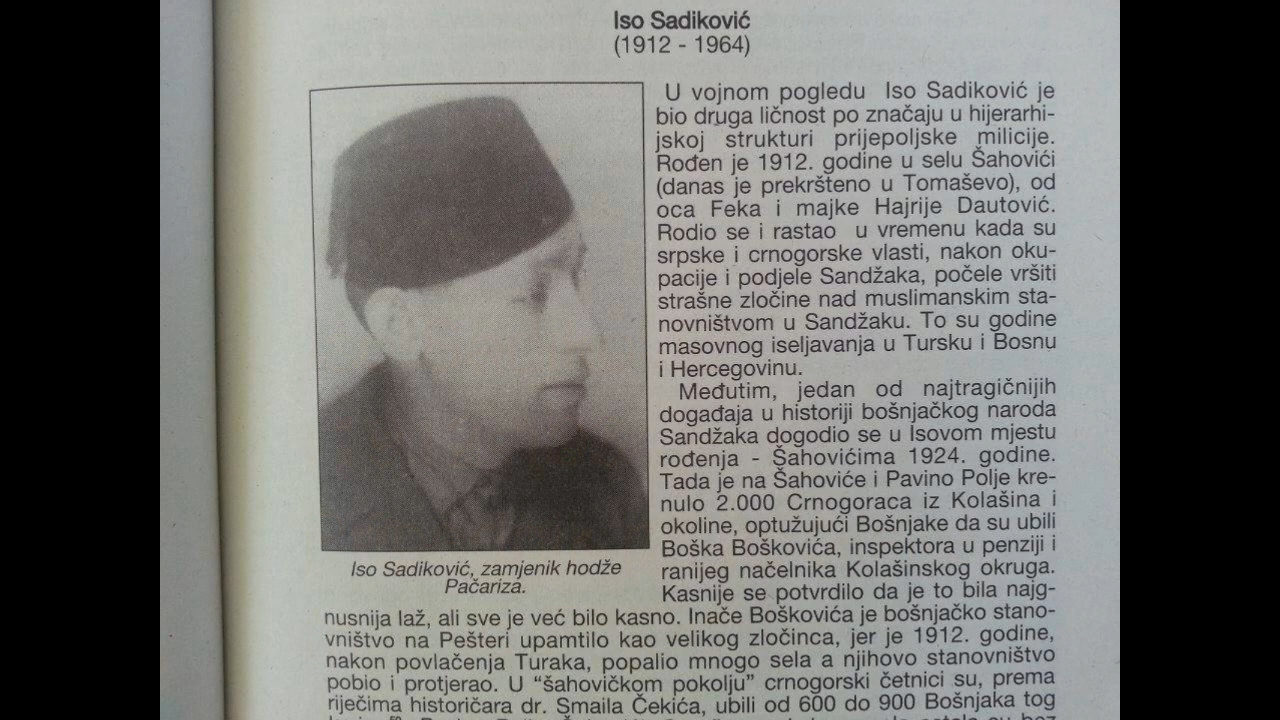 Iso Sadiković
(1912 - 1964)
U vojnom pogledu Iso Sadiković je
bio druga ličnost po značaju u hijerarhi-
jskoj strukturi prijepoljske milicije.
Rođen je 1912. godine u selu Šahovići
(danas je prekršteno u Tomaševo), od
oca Feka i majke Hajrije Dautović.
Rodio se i rastao u vremenu kada su
srpske i crnogorske vlasti, nakon oku-
pacije i podjele Sandžaka, počele vršiti
strašne zločine nad muslimanskim sta-
novništvom u Sandžaku. To su godine
masovnog iseljavanja u Tursku i Bosnu
i Hercegovinu.
Međutim, jedan od najtragičnijih
događaja u historiji bošnjačkog naroda
Sandžaka dogodio se u Isovom mjestu
rođenja - Šahovićima 1924. godine.
Tada je na Šahoviće i Pavino Polje kre-
nulo 2.000 Crnogoraca iz Kolašina i
okoline, optužujući Bošnjake da su ubili
Boška Boškovića, inspektora u penziji i
ranijeg načelnika Kolašinskog okruga.
Kasnije se potvrdilo da je to bila najg-
nusnija laž, ali sve je već bilo kasno. Inače Boškovića je bošnjačko stano-
vništvo na Pešteri upamtilo kao velikog zločinca, jer je 1912. godine,
nakon povlačenja Turaka, popalio mnogo sela a njihovo stanovništvo
pobio i protjerao. U “šahovičkom pokolju” crnogorski četnici su, prema
riječima historičara dr. Smaila Čekića, ubili od 600 do 900 Bošnjaka tog
Iso Sadiković, zamjenik hodže
Pačariza.